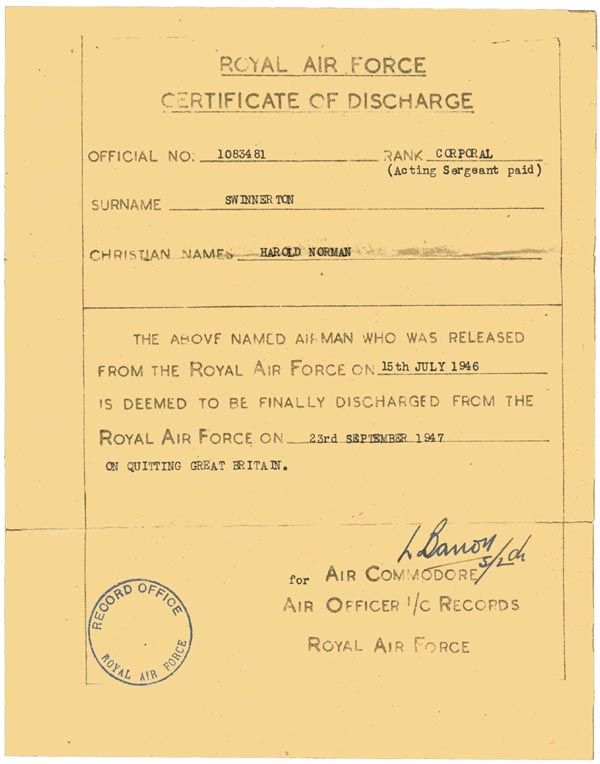 ROYAL AIR FORCE
CERTIFICATE OF DISCHARGE
OFFICIAL NO. 1083481 RANK CORPORAL
(Acting Sergeant paid)
SURNAME SWINNERTON
CHRISTIAN NAMES HAROLD NORMAN
THE ABOVE NAMED AIRMAN WHO WAS RELEASED
FROM THE ROYAL AIR FORCE ON 15th JULY 1946
IS DEEMED TO BE FINALLY DISCHARGED FROM THE
ROYAL AIR FORCE ON 23rd SEPTEMBER 1947
ON QUITTING GREAT BRITAIN.
for AIR COMMODORE
AIR OFFICER I/C RECORDS
ROYAL AIR FORCE
RECORD OFFICE
ROYAL AIR FORCE